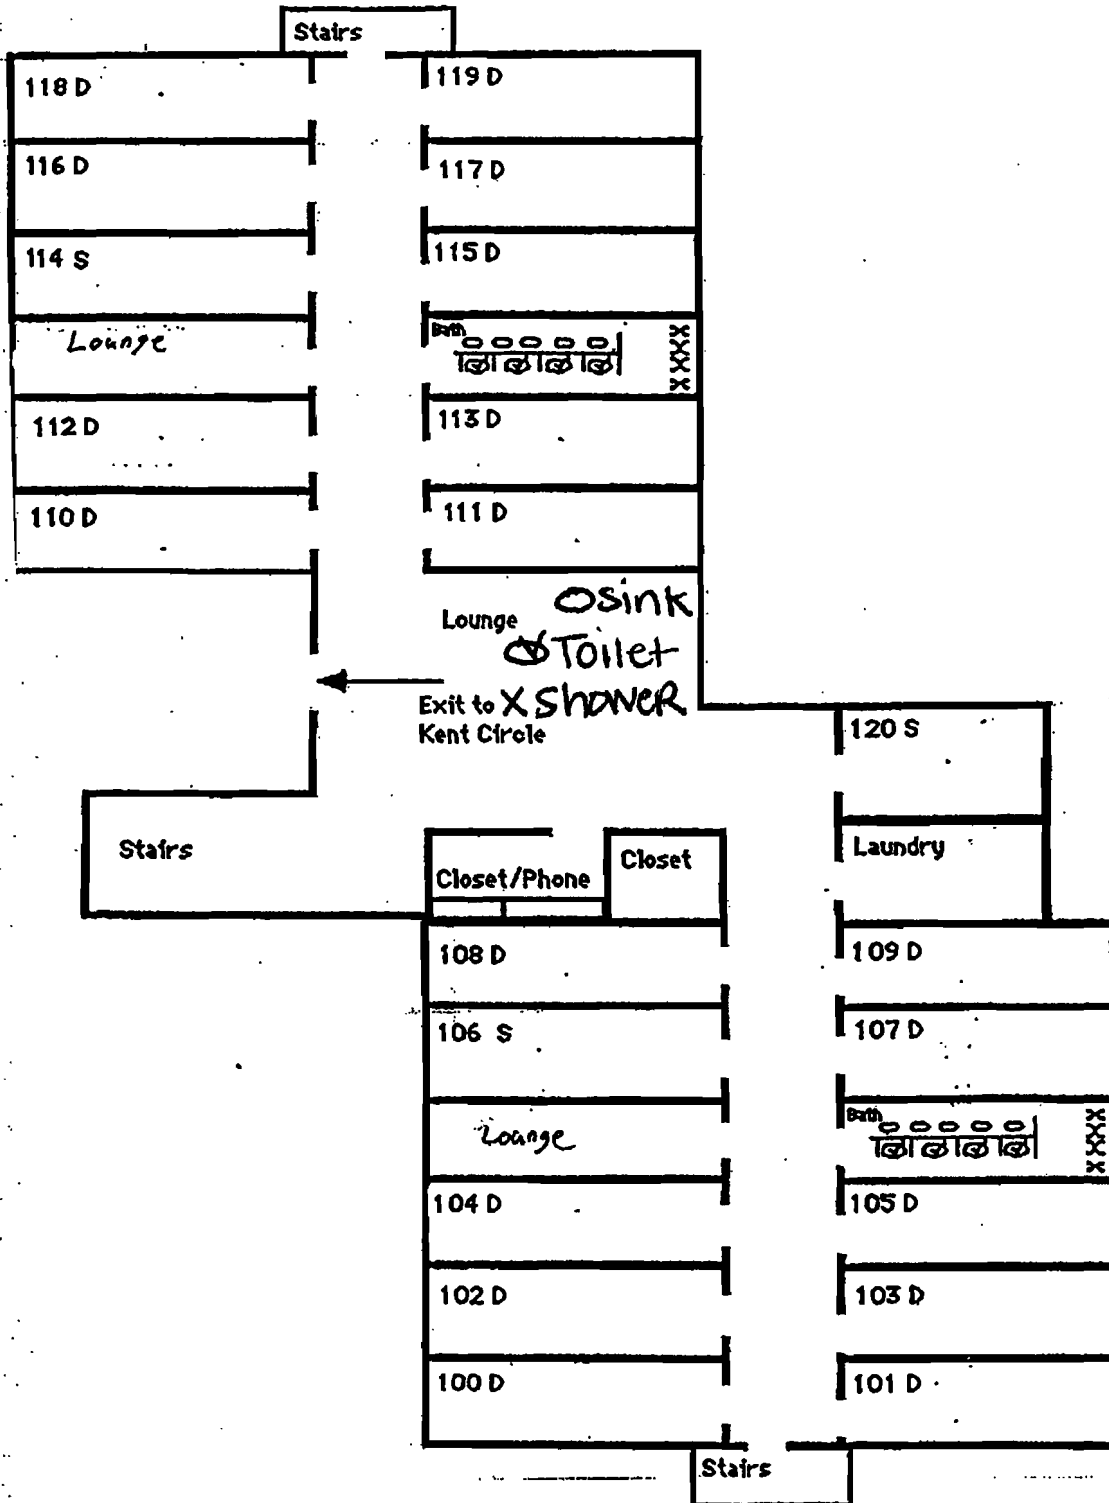 Stairs
118 D
119 D
116 D
117 D
114 S
115 D
Lounge
Bath
X
X
X
X
112 D
113 D
110 D
111 D
Lounge
Sink
Toilet
Exit to
X SHOWER
Kent Circle
120 S
Stairs
Closet/Phone
Closet
Laundry
108 D
109 D
106 S
107 D
Lounge
Bath
X
X
X
X
104 D
105 D
102 D
103 D
100 D
101 D
Stairs